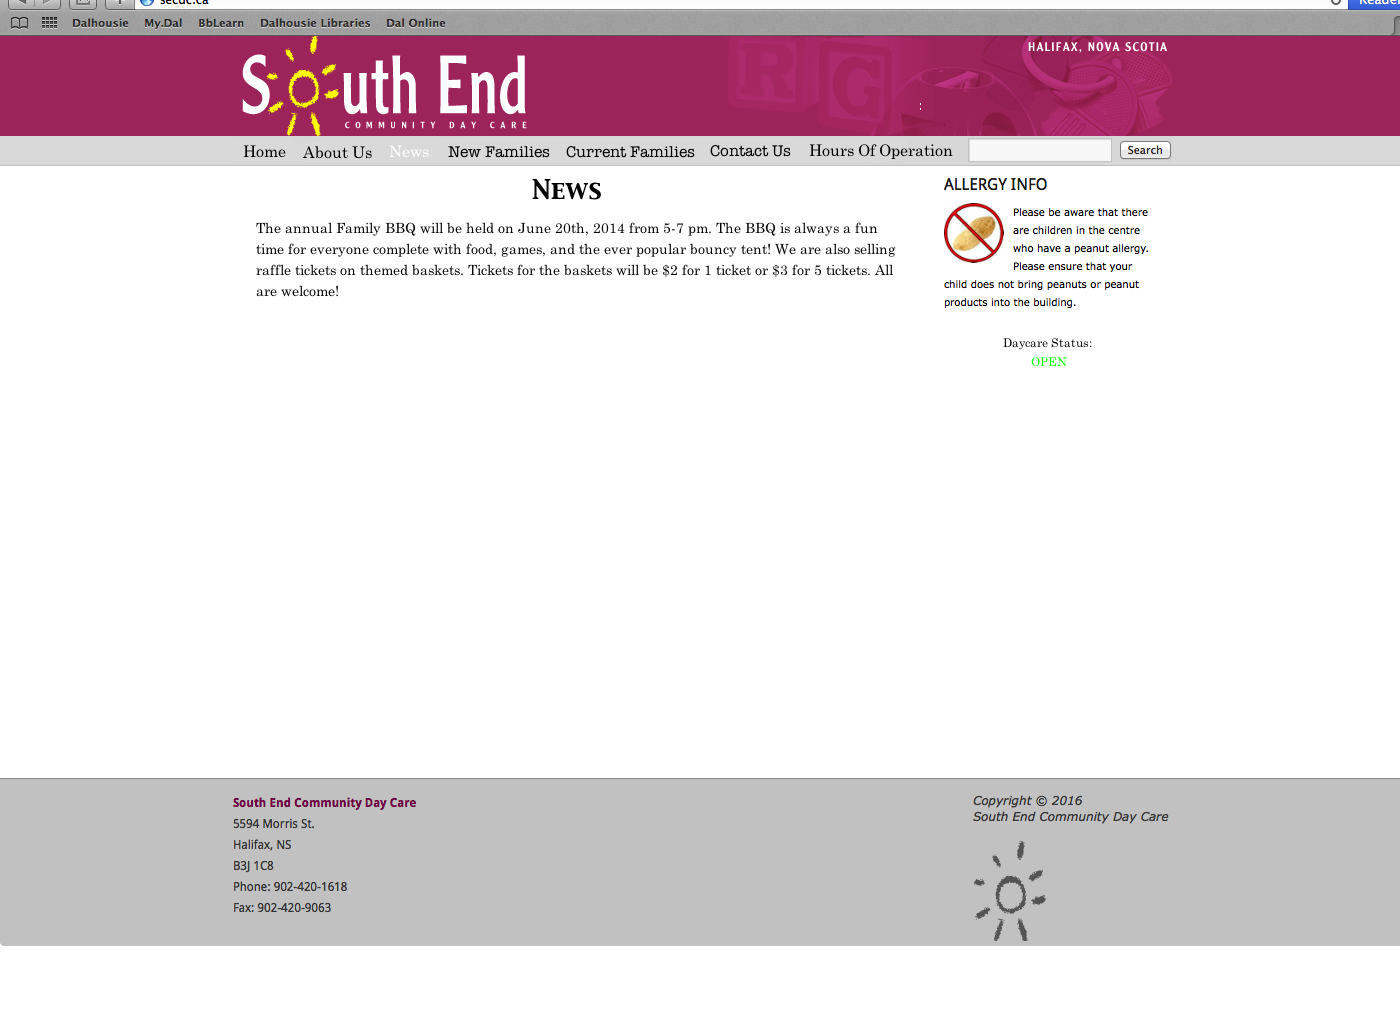 secdc.ca
Reader
Dalhousie My.Dal BbLearn Dalhousie Libraries Dal Online
HALIFAX, NOVA SCOTIA
R G
South End
:
COMMUNITY DAY CARE
Home About Us News New Families Current Families Contact Us Hours Of Operation Search
NEWS
The annual Family BBQ will be held on June 20th, 2014 from 5-7 pm. The BBQ is always a fun
time for everyone complete with food, games, and the ever popular bouncy tent! We are also selling
raffle tickets on themed baskets. Tickets for the baskets will be $2 for 1 ticket or $3 for 5 tickets. All
are welcome!
ALLERGY INFO
Please be aware that there
are children in the centre
who have a peanut allergy.
Please ensure that your
child does not bring peanuts or peanut
products into the building.
Daycare Status:
OPEN
South End Community Day Care
5594 Morris St.
Halifax, NS
B3J 1C8
Phone: 902-420-1618
Fax: 902-420-9063
Copyright © 2016
South End Community Day Care